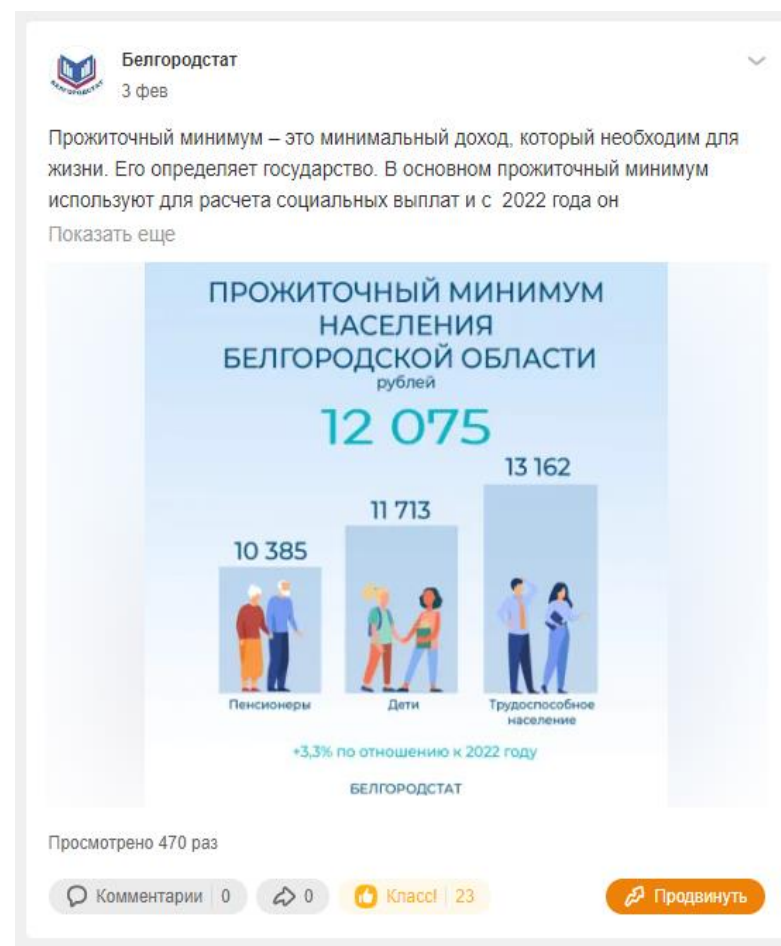 Белгородстат
3 фев
БЕЛГОРОДСТАТ
Прожиточный минимум – это минимальный доход, который необходим для
жизни. Его определяет государство. В основном прожиточный минимум
используют для расчета социальных выплат и с 2022 года он
Показать еще
ПРОЖИТОЧНЫЙ МИНИМУМ
НАСЕЛЕНИЯ
БЕЛГОРОДСКОЙ ОБЛАСТИ
рублей
12 075
13 162
11 713
10 385
Пенсионеры
Дети
Трудоспособное
население
+3,3% по отношению к 2022 году
БЕЛГОРОДСТАТ
Просмотрено 470 раз
Комментарии 0
0
Класс! 23
Продвинуть